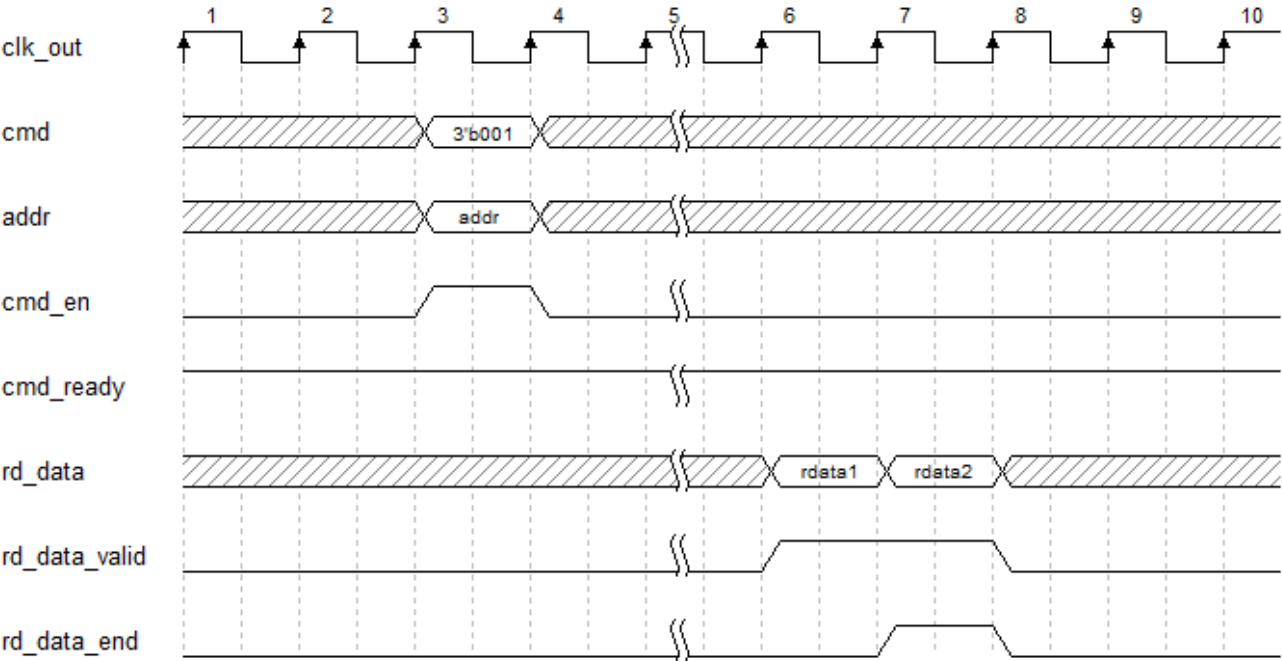 1 2 3 4 5 6 7 8 9 10
clk_out
cmd 3'b001
addr addr
cmd_en
cmd_ready
rd_data rdata1 rdata2
rd_data_valid
rd_data_end